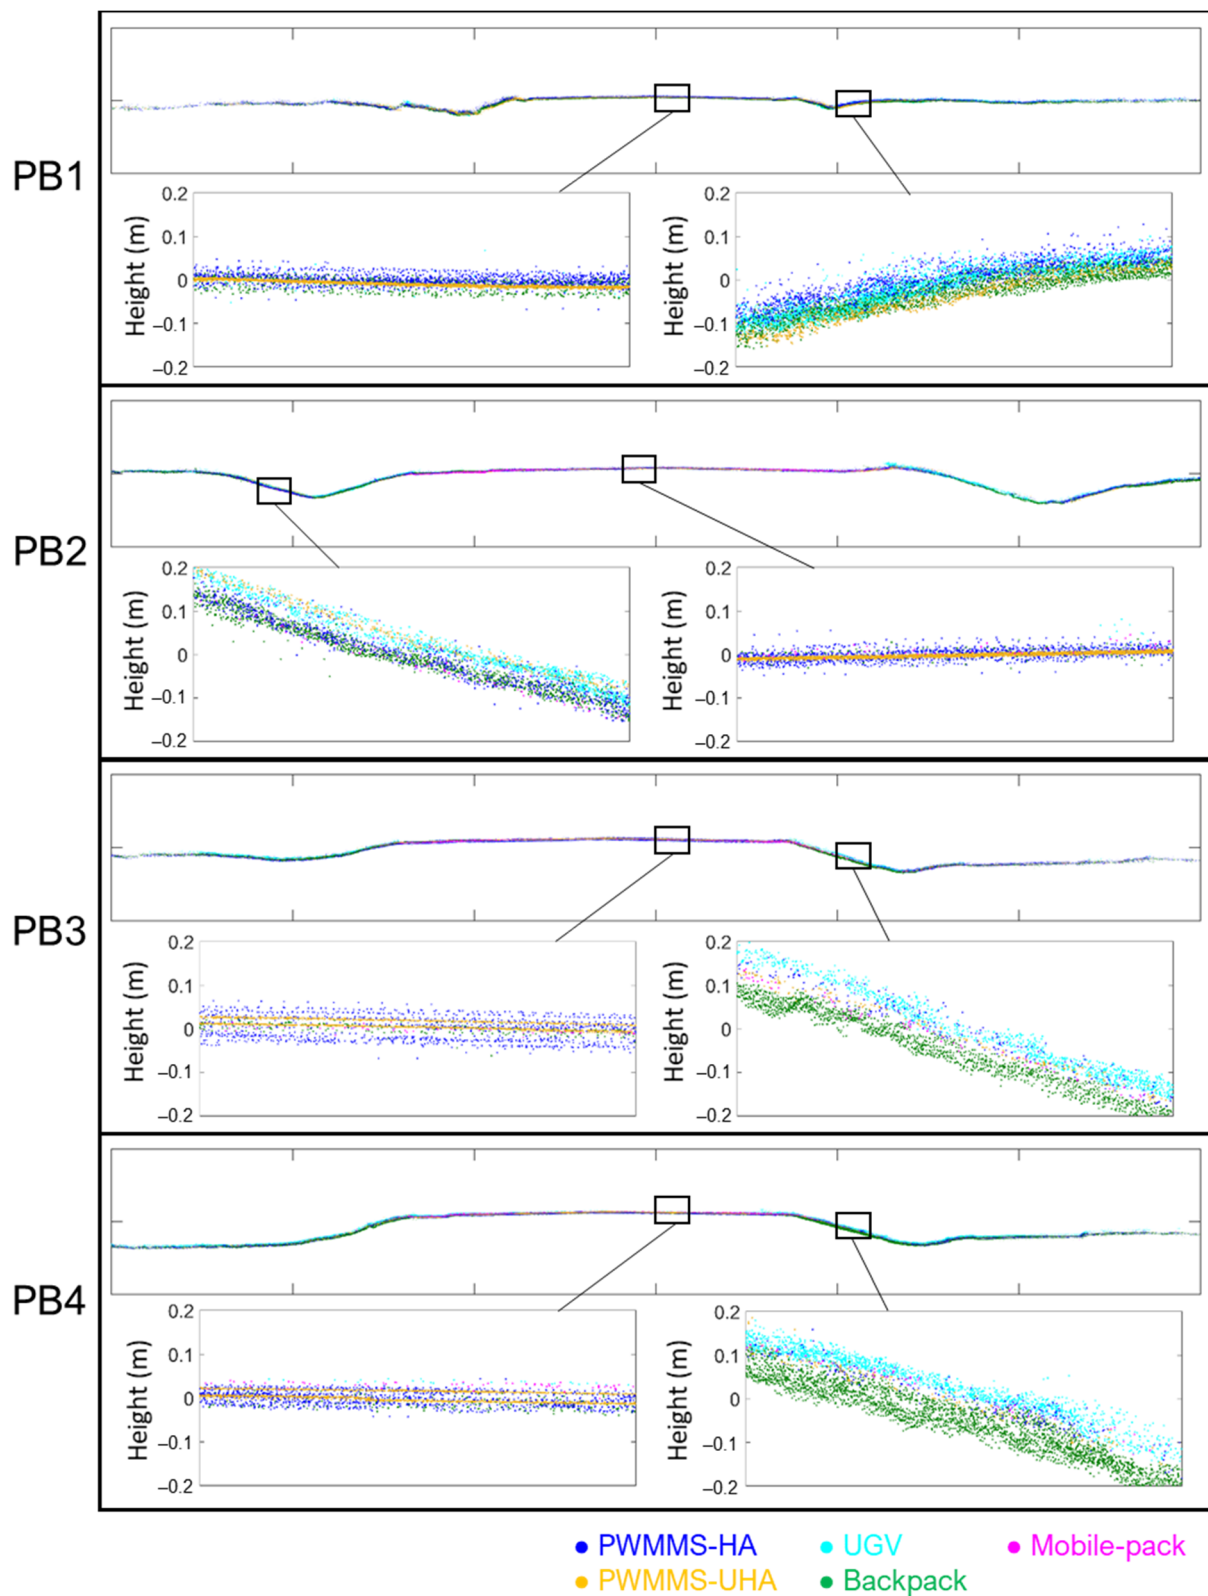 PB1
0.2 0.2
Height (m) 0.1 Height (m) 0.1
0 0
–0.1 –0.1
–0.2 –0.2
PB2
0.2 0.2
Height (m) 0.1 Height (m) 0.1
0 0
–0.1 –0.1
–0.2 –0.2
PB3
0.2 0.2
Height (m) 0.1 Height (m) 0.1
0 0
–0.1 –0.1
–0.2 –0.2
PB4
0.2 0.2
Height (m) 0.1 Height (m) 0.1
0 0
–0.1 –0.1
–0.2 –0.2
PWMMS-HA UGV Mobile-pack
PWMMS-UHA Backpack